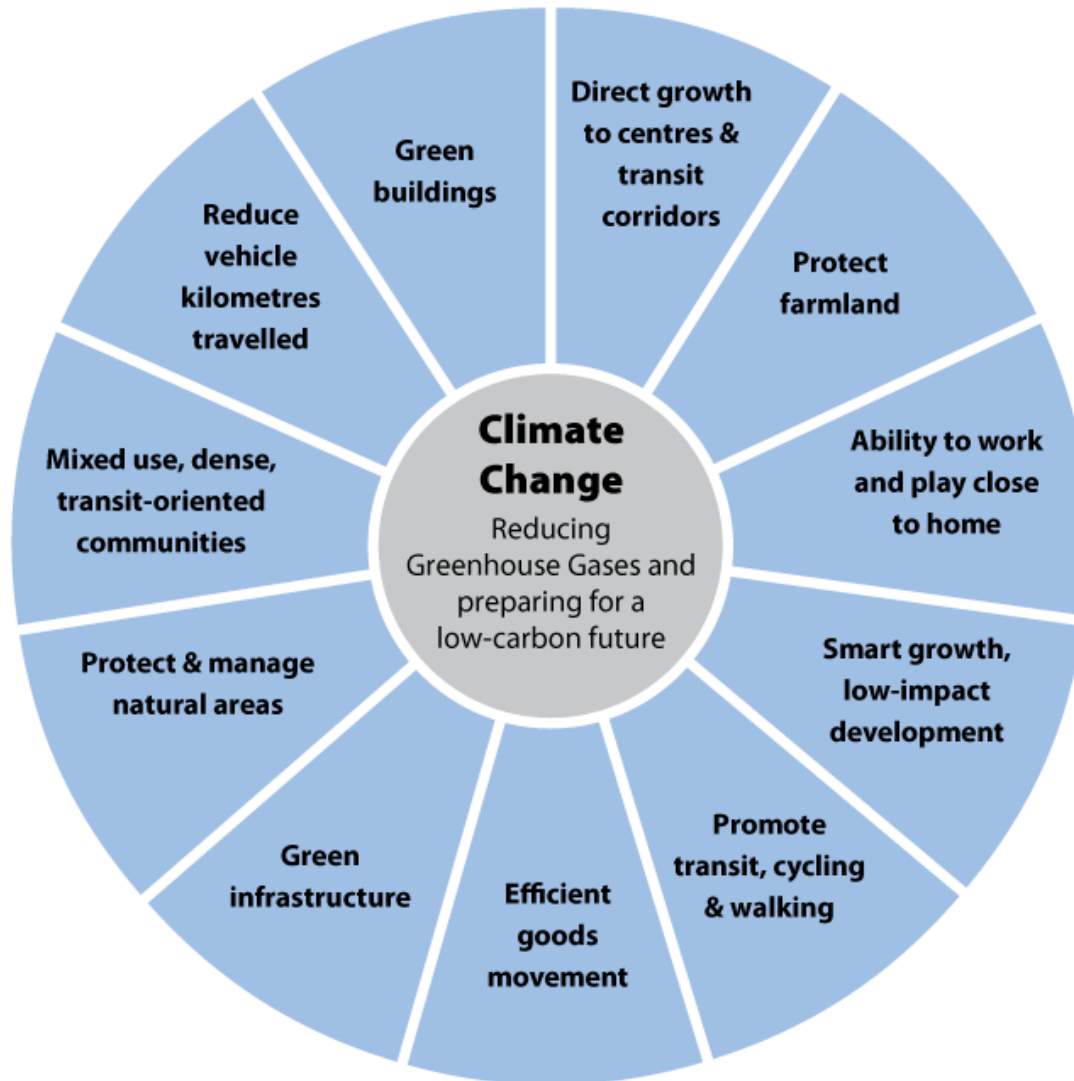 Direct growth
to centres &
transit
corridors
Protect
farmland
Ability to work
and play close
to home
Smart growth,
low-impact
development
Promote
transit, cycling
& walking
Efficient
goods
movement
Green
infrastructure
Protect & manage
natural areas
Mixed use, dense,
transit-oriented
communities
Reduce
vehicle
kilometres
travelled
Green
buildings
Climate
Change
Reducing
Greenhouse Gases and
preparing for a
low-carbon future